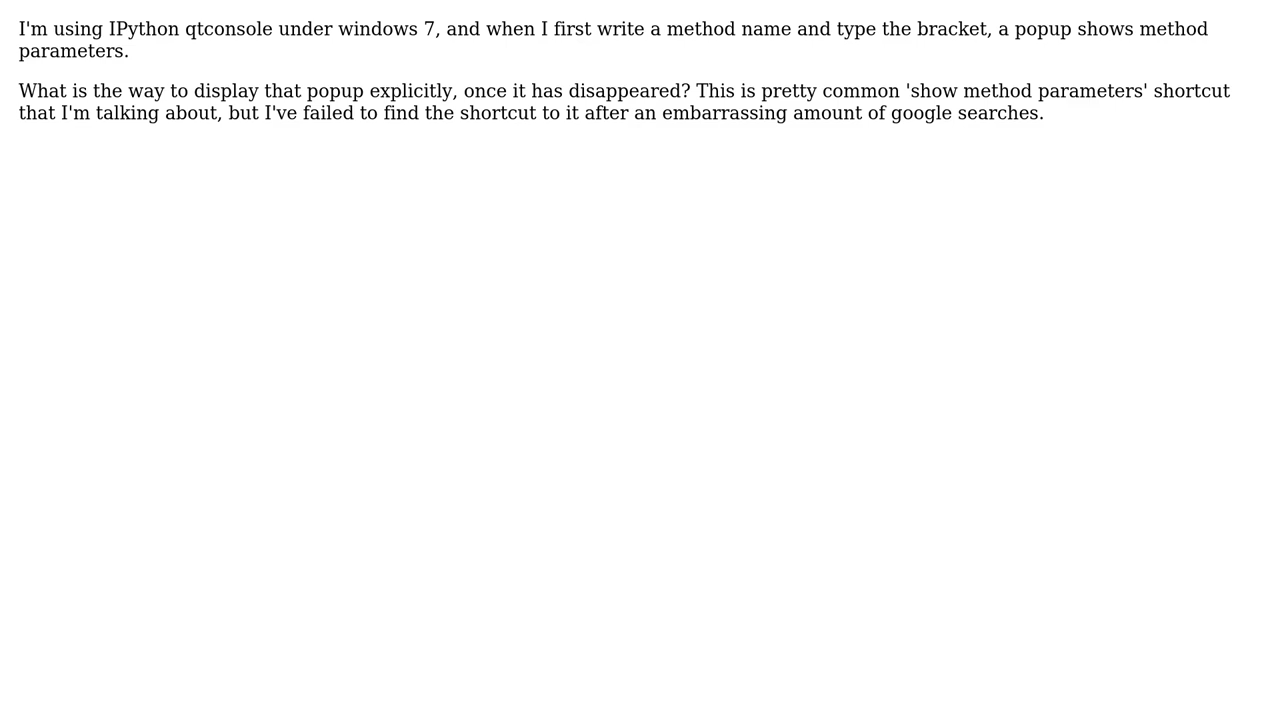 I'm using IPython qtconsole under windows 7, and when I first write a method name and type the bracket, a popup shows method
parameters.
What is the way to display that popup explicitly, once it has disappeared? This is pretty common 'show method parameters' shortcut
that I'm talking about, but I've failed to find the shortcut to it after an embarrassing amount of google searches.